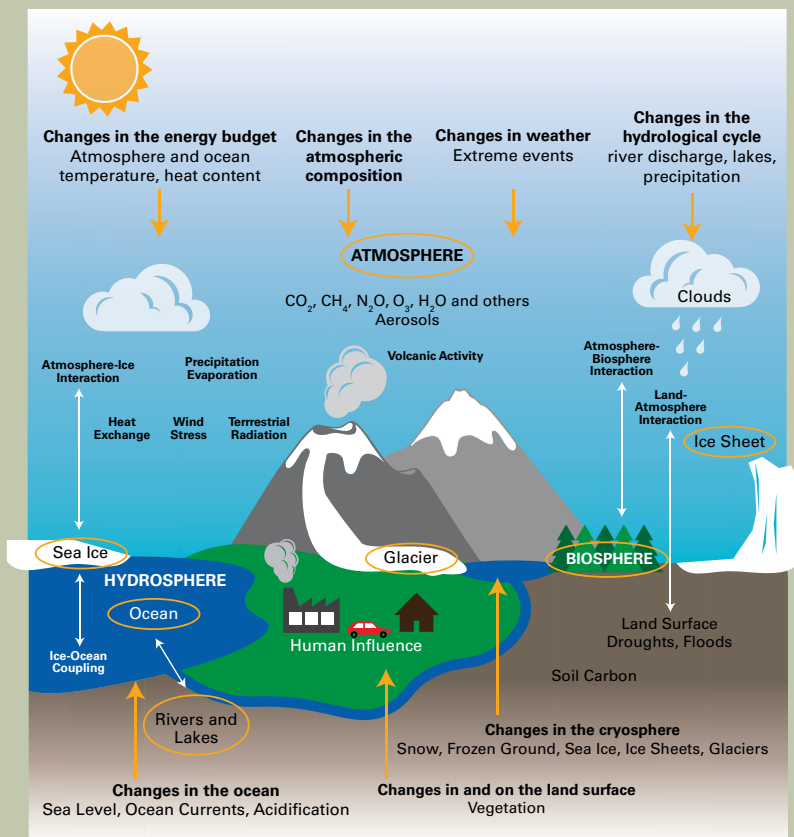 Changes in the energy budget
Atmosphere and ocean
temperature, heat content
Changes in the
atmospheric
composition
Changes in weather
Extreme events
Changes in the
hydrological cycle
river discharge, lakes,
precipitation
ATMOSPHERE
CO₂, CH₄, N₂O, O₃, H₂O and others
Aerosols
Clouds
Atmosphere-Ice
Interaction
Precipitation
Evaporation
Volcanic Activity
Atmosphere-
Biosphere
Interaction
Land-
Atmosphere
Interaction
Heat
Exchange
Wind
Stress
Terrrestrial
Radiation
Ice Sheet
Sea Ice
Glacier
BIOSPHERE
HYDROSPHERE
Ocean
Human Influence
Land Surface
Droughts, Floods
Ice-Ocean
Coupling
Soil Carbon
Rivers and
Lakes
Changes in the cryosphere
Snow, Frozen Ground, Sea Ice, Ice Sheets, Glaciers
Changes in the ocean
Sea Level, Ocean Currents, Acidification
Changes in and on the land surface
Vegetation